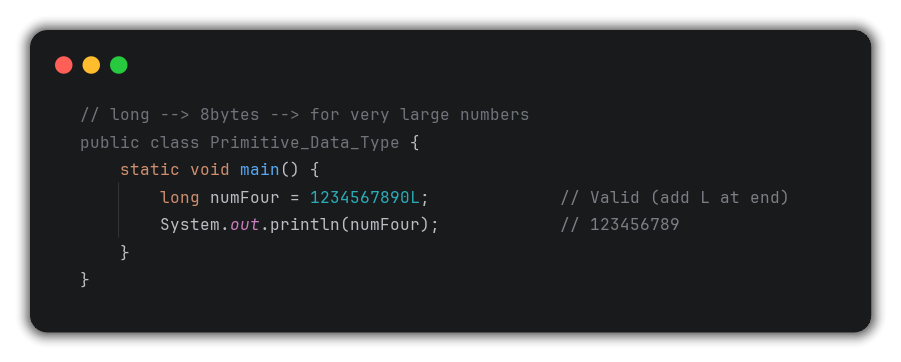 // long --> 8bytes --> for very large numbers
public class Primitive_Data_Type {
    static void main() {
        long numFour = 1234567890L;             // Valid (add L at end)
        System.out.println(numFour);            // 123456789
    }
}